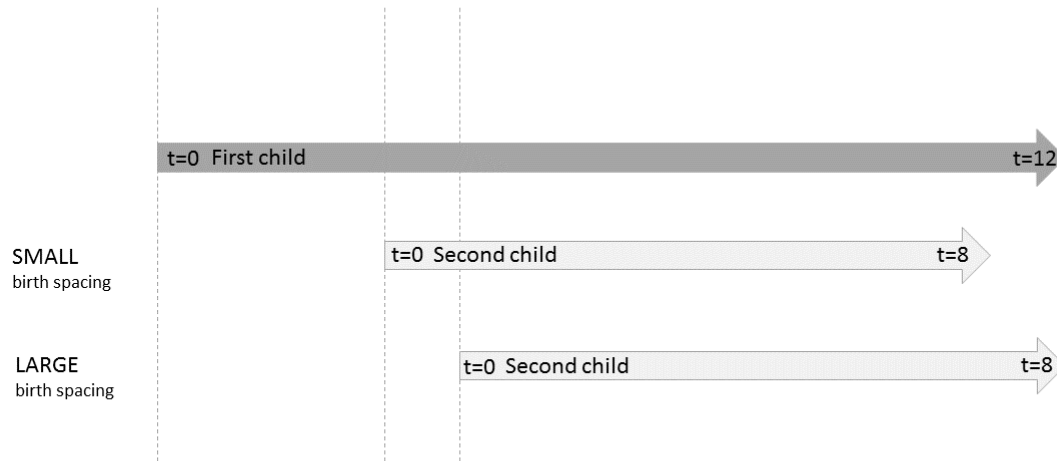 t=0 First child t=12
SMALL
birth spacing
t=0 Second child t=8
LARGE
birth spacing
t=0 Second child t=8